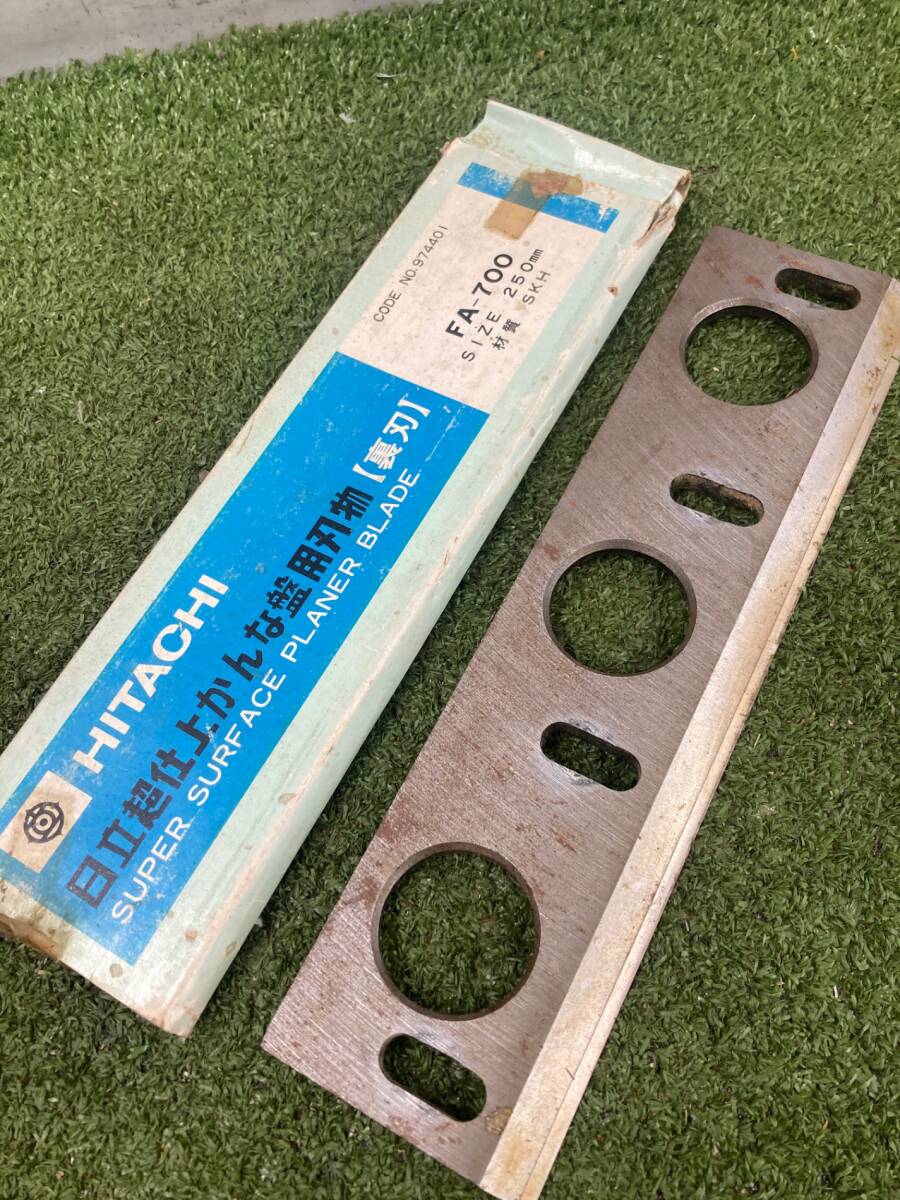 CODE NO.974401
FA-700
SIZE 250mm
材質 SKH
HITACHI
日立超仕上かんな盤用刃物【裏刃】
SUPER SURFACE PLANER BLADE